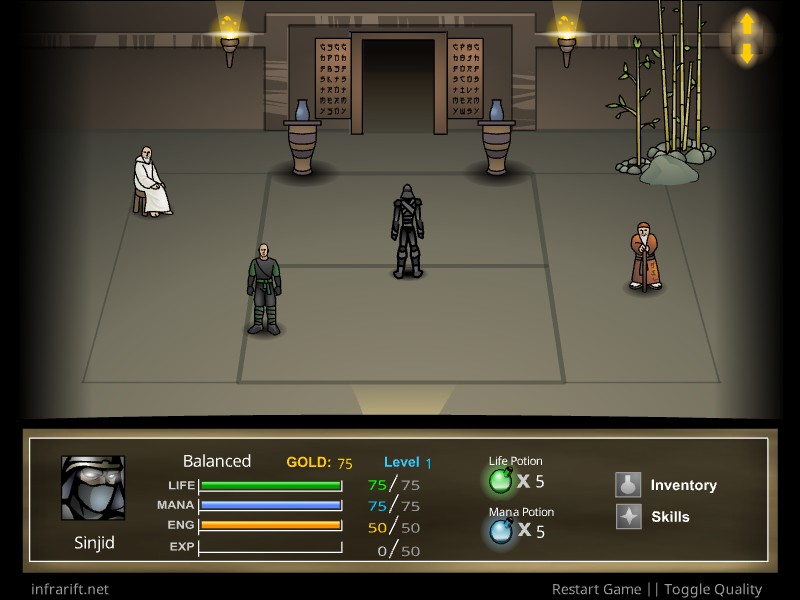 Balanced
GOLD: 75
Level 1
LIFE 75/75
MANA 75/75
ENG 50/50
EXP 0/50
Sinjid
Life Potion
X 5
Mana Potion
X 5
Inventory
Skills
infrarift.net
Restart Game || Toggle Quality